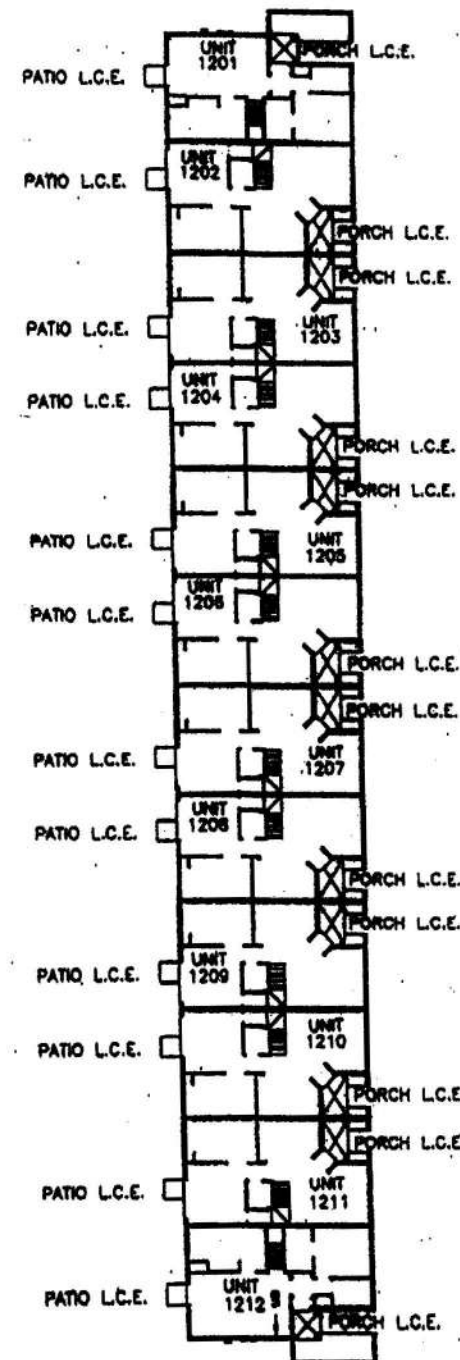 UNIT
1201
PORCH L.C.E.
PATIO L.C.E.
UNIT
1202
PATIO L.C.E.
PORCH L.C.E.
PORCH L.C.E.
PATIO L.C.E.
UNIT
1203
UNIT
1204
PATIO L.C.E.
PORCH L.C.E.
PORCH L.C.E.
PATIO L.C.E.
UNIT
1205
UNIT
1206
PATIO L.C.E.
PORCH L.C.E.
PORCH L.C.E.
PATIO L.C.E.
UNIT
1207
UNIT
1208
PATIO L.C.E.
PORCH L.C.E.
PORCH L.C.E.
UNIT
1209
PATIO L.C.E.
UNIT
1210
PATIO L.C.E.
PORCH L.C.E
PORCH L.C.E
PATIO L.C.E.
UNIT
1211
UNIT
1212
PATIO L.C.E.
PORCH L.C.E.